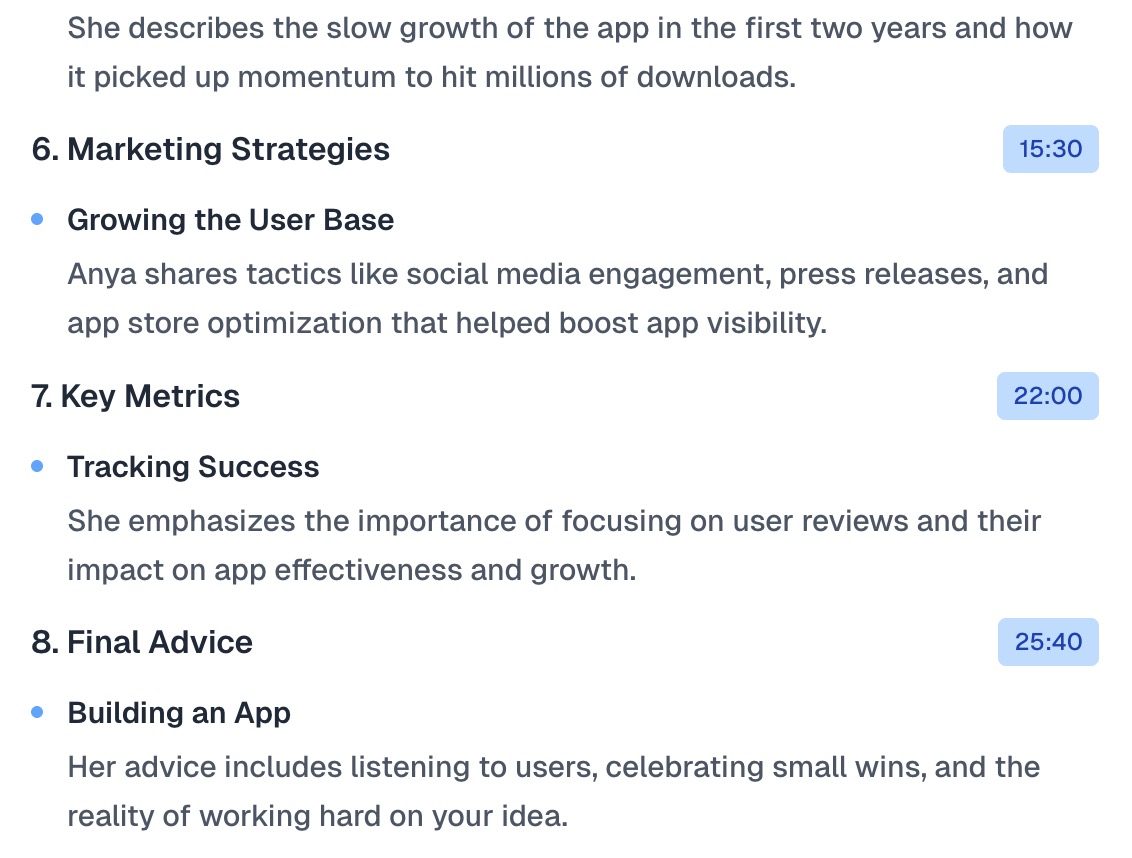 She describes the slow growth of the app in the first two years and how
it picked up momentum to hit millions of downloads.
6. Marketing Strategies 15:30
Growing the User Base
Anya shares tactics like social media engagement, press releases, and
app store optimization that helped boost app visibility.
7. Key Metrics 22:00
Tracking Success
She emphasizes the importance of focusing on user reviews and their
impact on app effectiveness and growth.
8. Final Advice 25:40
Building an App
Her advice includes listening to users, celebrating small wins, and the
reality of working hard on your idea.